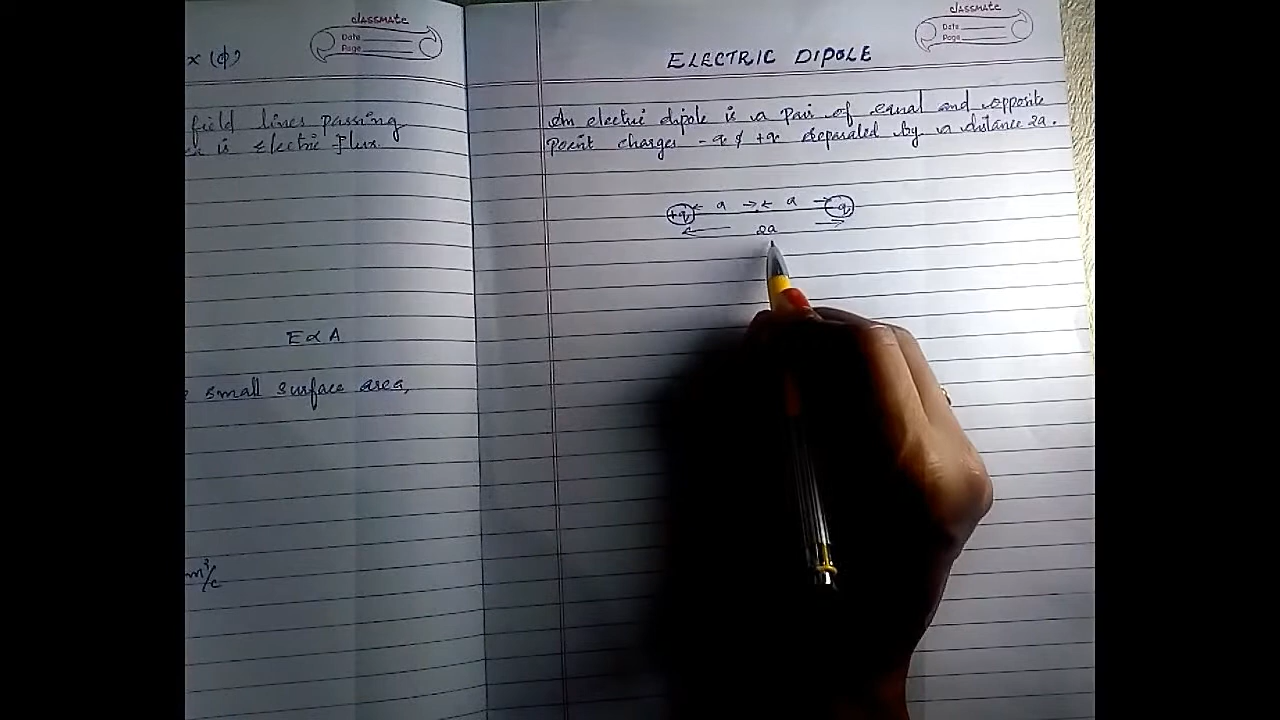 CLASSMATE
Date
Page
x (φ)
field lines passing
is electric flux.
E ∝ A
small surface area,
CLASSMATE
Date
Page
ELECTRIC DIPOLE
An electric dipole is a pair of equal and opposite
point charges -q & +q separated by a distance 2a.
+q a a -q
2a